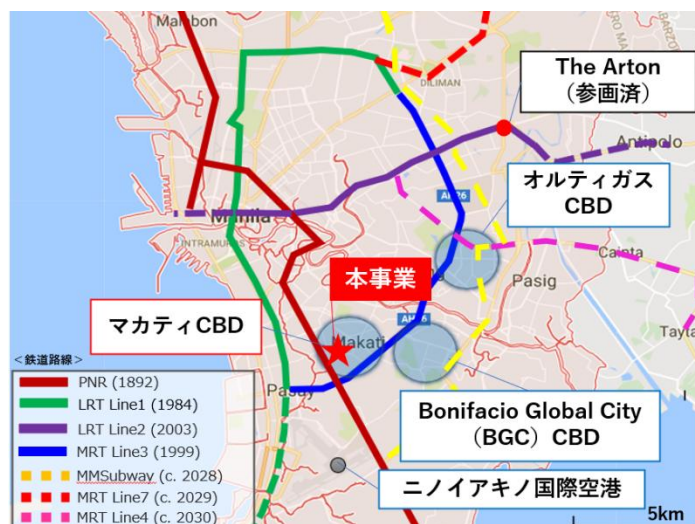 Malabon
DILIMAN
The Arton
(参画済)
Antipolo
オルティガス
CBD
Manila
INTRAMUROS
Cainta
Pasig
本事業
マカティCBD
Makati
Pasay
Bonifacio Global City
(BGC) CBD
ニノイアキノ国際空港
5km
<鉄道路線>
PNR (1892)
LRT Line1 (1984)
LRT Line2 (2003)
MRT Line3 (1999)
MMSubway (c. 2028)
MRT Line7 (c. 2029)
MRT Line4 (c. 2030)